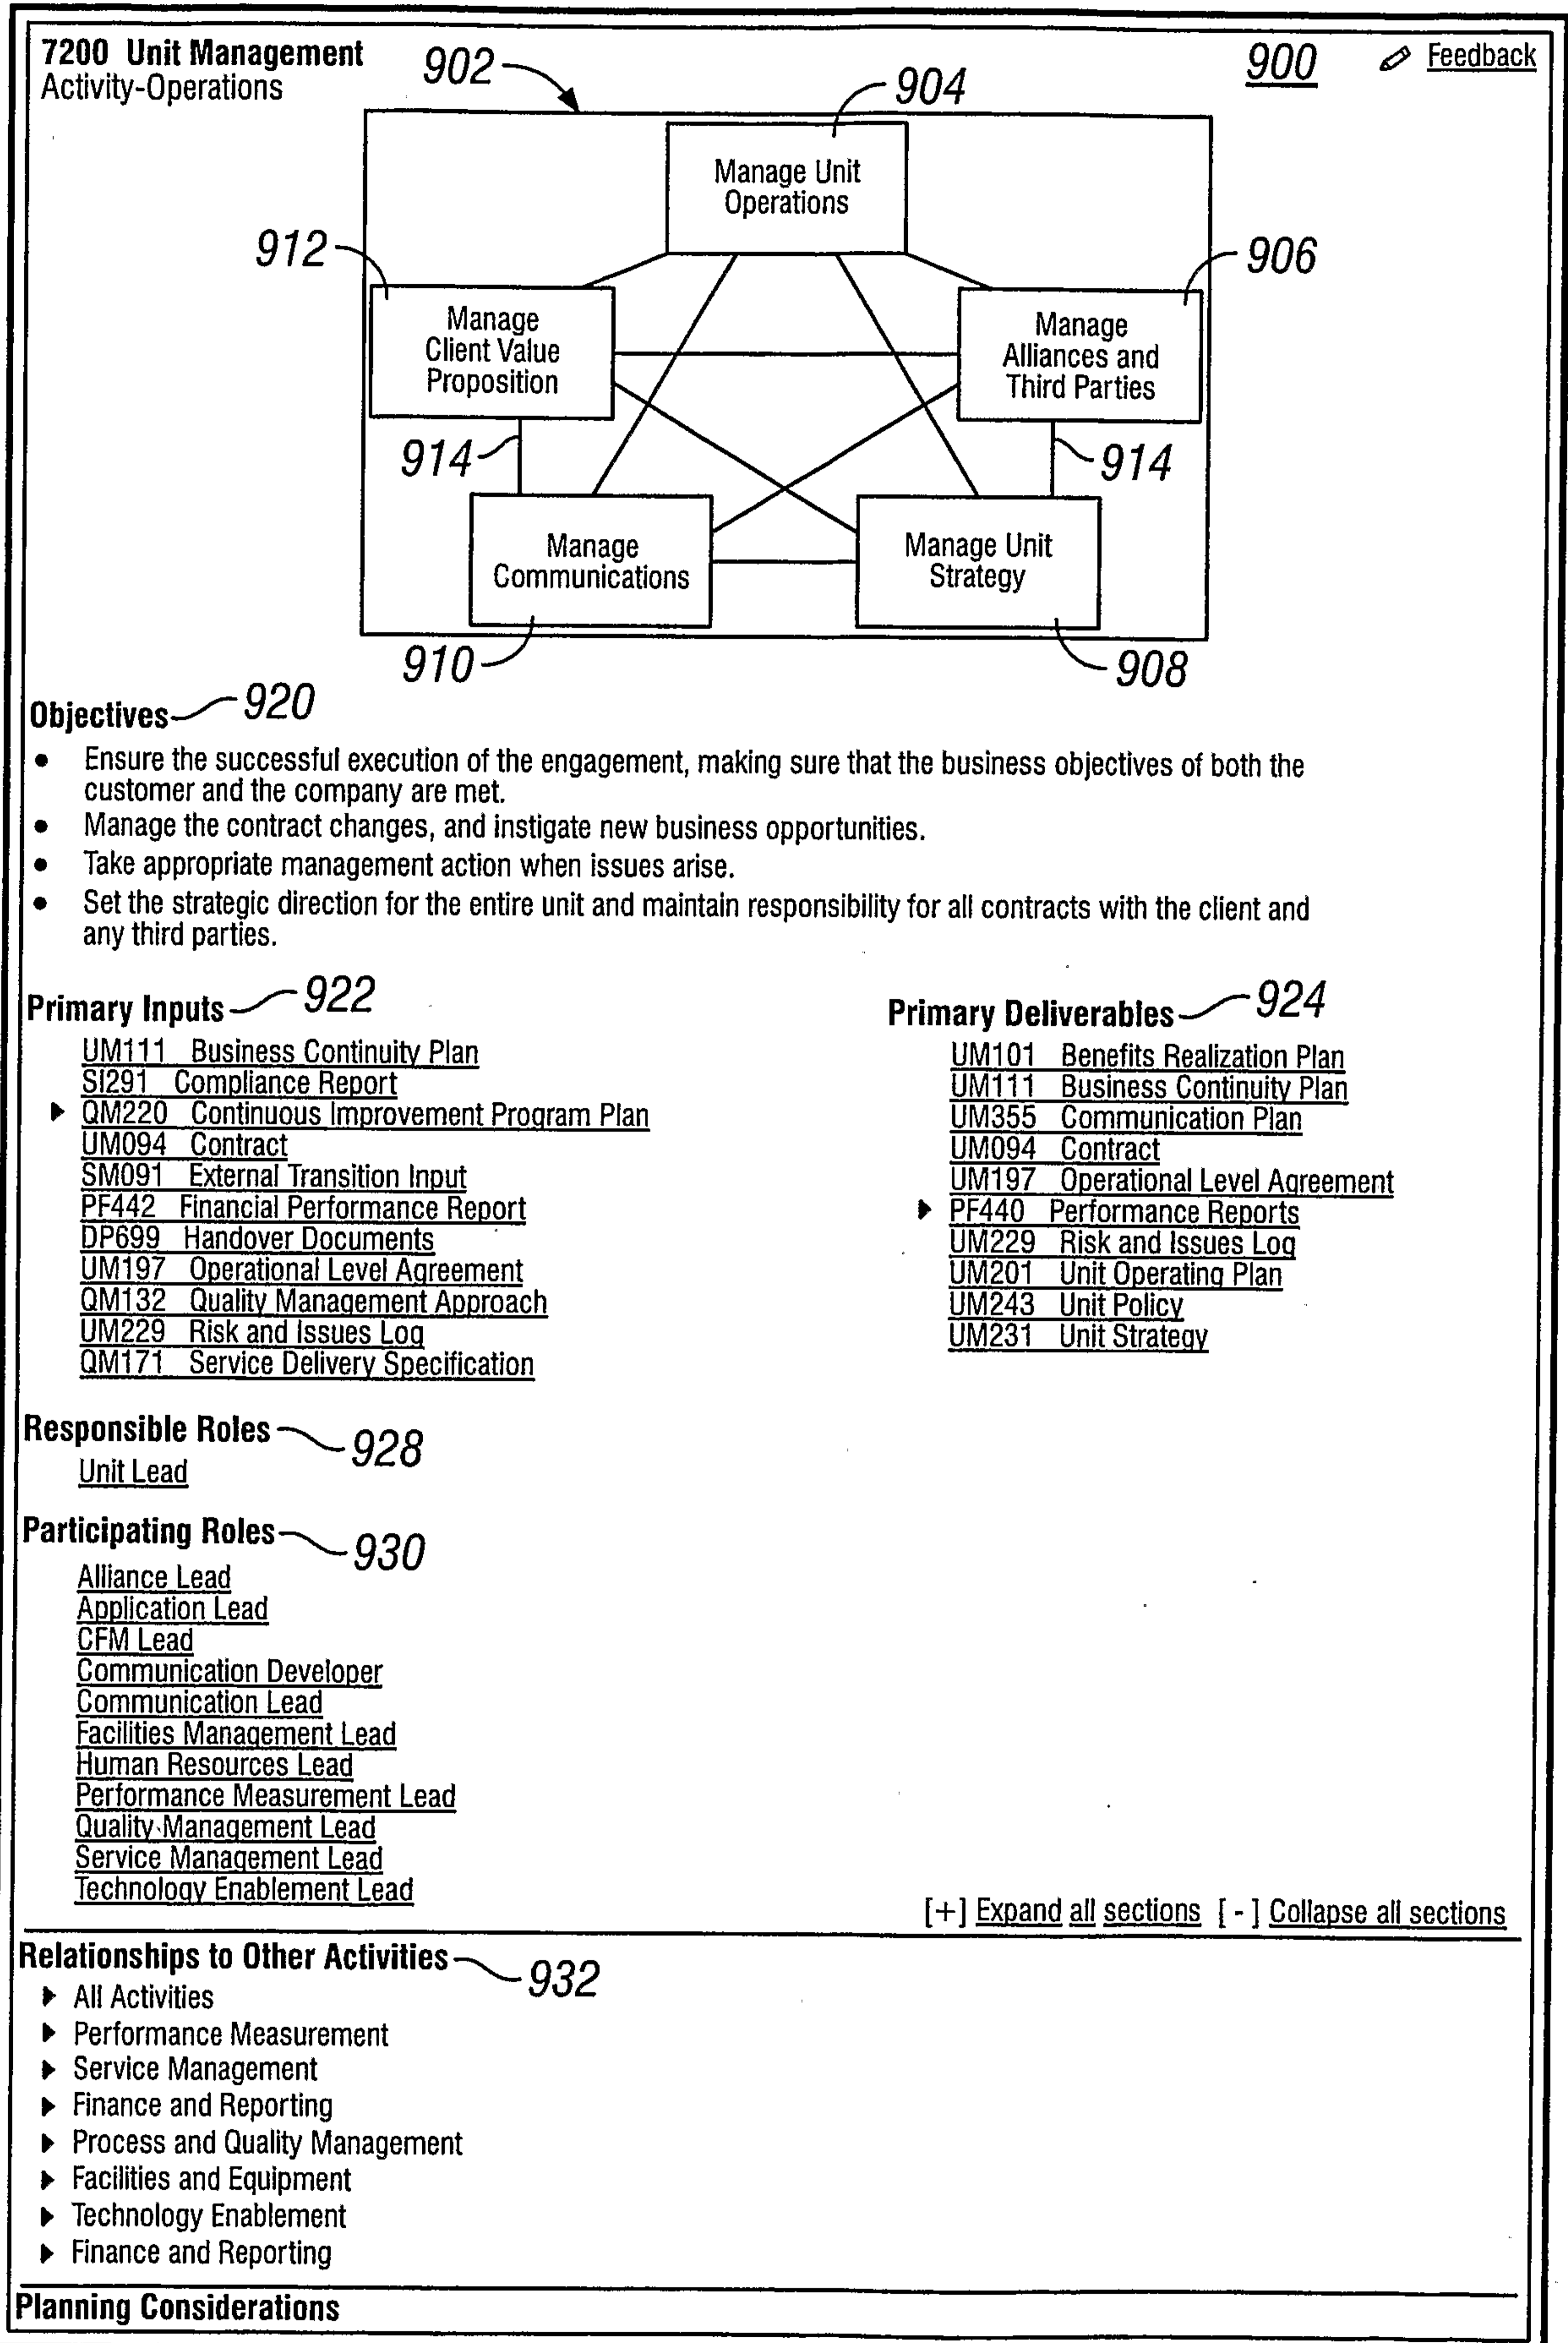 7200 Unit Management
Activity-Operations
902
900
Feedback
904
Manage Unit
Operations
912
906
Manage
Client Value
Proposition
Manage
Alliances and
Third Parties
914
914
Manage
Communications
Manage Unit
Strategy
910
908
Objectives
920
• Ensure the successful execution of the engagement, making sure that the business objectives of both the
customer and the company are met.
• Manage the contract changes, and instigate new business opportunities.
• Take appropriate management action when issues arise.
• Set the strategic direction for the entire unit and maintain responsibility for all contracts with the client and
any third parties.
Primary Inputs
922
UM111 Business Continuity Plan
SI291 Compliance Report
QM220 Continuous Improvement Program Plan
UM094 Contract
SM091 External Transition Input
PF442 Financial Performance Report
DP699 Handover Documents
UM197 Operational Level Agreement
QM132 Quality Management Approach
UM229 Risk and Issues Log
QM171 Service Delivery Specification
Primary Deliverables
924
UM101 Benefits Realization Plan
UM111 Business Continuity Plan
UM355 Communication Plan
UM094 Contract
UM197 Operational Level Agreement
PF440 Performance Reports
UM229 Risk and Issues Log
UM201 Unit Operating Plan
UM243 Unit Policy
UM231 Unit Strategy
Responsible Roles
928
Unit Lead
Participating Roles
930
Alliance Lead
Application Lead
CFM Lead
Communication Developer
Communication Lead
Facilities Management Lead
Human Resources Lead
Performance Measurement Lead
Quality Management Lead
Service Management Lead
Technology Enablement Lead
[+] Expand all sections [-] Collapse all sections
Relationships to Other Activities
932
All Activities
Performance Measurement
Service Management
Finance and Reporting
Process and Quality Management
Facilities and Equipment
Technology Enablement
Finance and Reporting
Planning Considerations